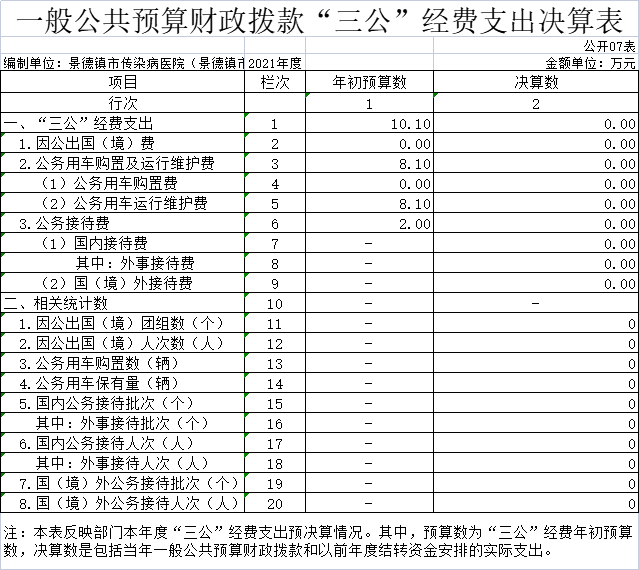 一般公共预算财政拨款“三公”经费支出决算表
公开07表
编制单位：景德镇市传染病医院（景德镇市 2021年度 金额单位：万元
项目 栏次 年初预算数 决算数
行次 1 2
一、“三公”经费支出 1 10.10 0.00
1.因公出国（境）费 2 0.00 0.00
2.公务用车购置及运行维护费 3 8.10 0.00
（1）公务用车购置费 4 0.00 0.00
（2）公务用车运行维护费 5 8.10 0.00
3.公务接待费 6 2.00 0.00
（1）国内接待费 7 － 0.00
其中：外事接待费 8 － 0.00
（2）国（境）外接待费 9 － 0.00
二、相关统计数 10 － －
1.因公出国（境）团组数（个） 11 － 0
2.因公出国（境）人次数（人） 12 － 0
3.公务用车购置数（辆） 13 － 0
4.公务用车保有量（辆） 14 － 0
5.国内公务接待批次（个） 15 － 0
其中：外事接待批次（个） 16 － 0
6.国内公务接待人次（人） 17 － 0
其中：外事接待人次（人） 18 － 0
7.国（境）外公务接待批次（个） 19 － 0
8.国（境）外公务接待人次（人） 20 － 0
注：本表反映部门本年度“三公”经费支出预决算情况。其中，预算数为“三公”经费年初预算
数，决算数是包括当年一般公共预算财政拨款和以前年度结转资金安排的实际支出。